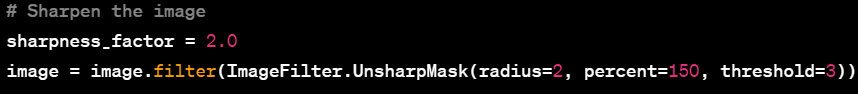 # Sharpen the image
sharpness_factor = 2.0
image = image.filter(ImageFilter.UnsharpMask(radius=2, percent=150, threshold=3))